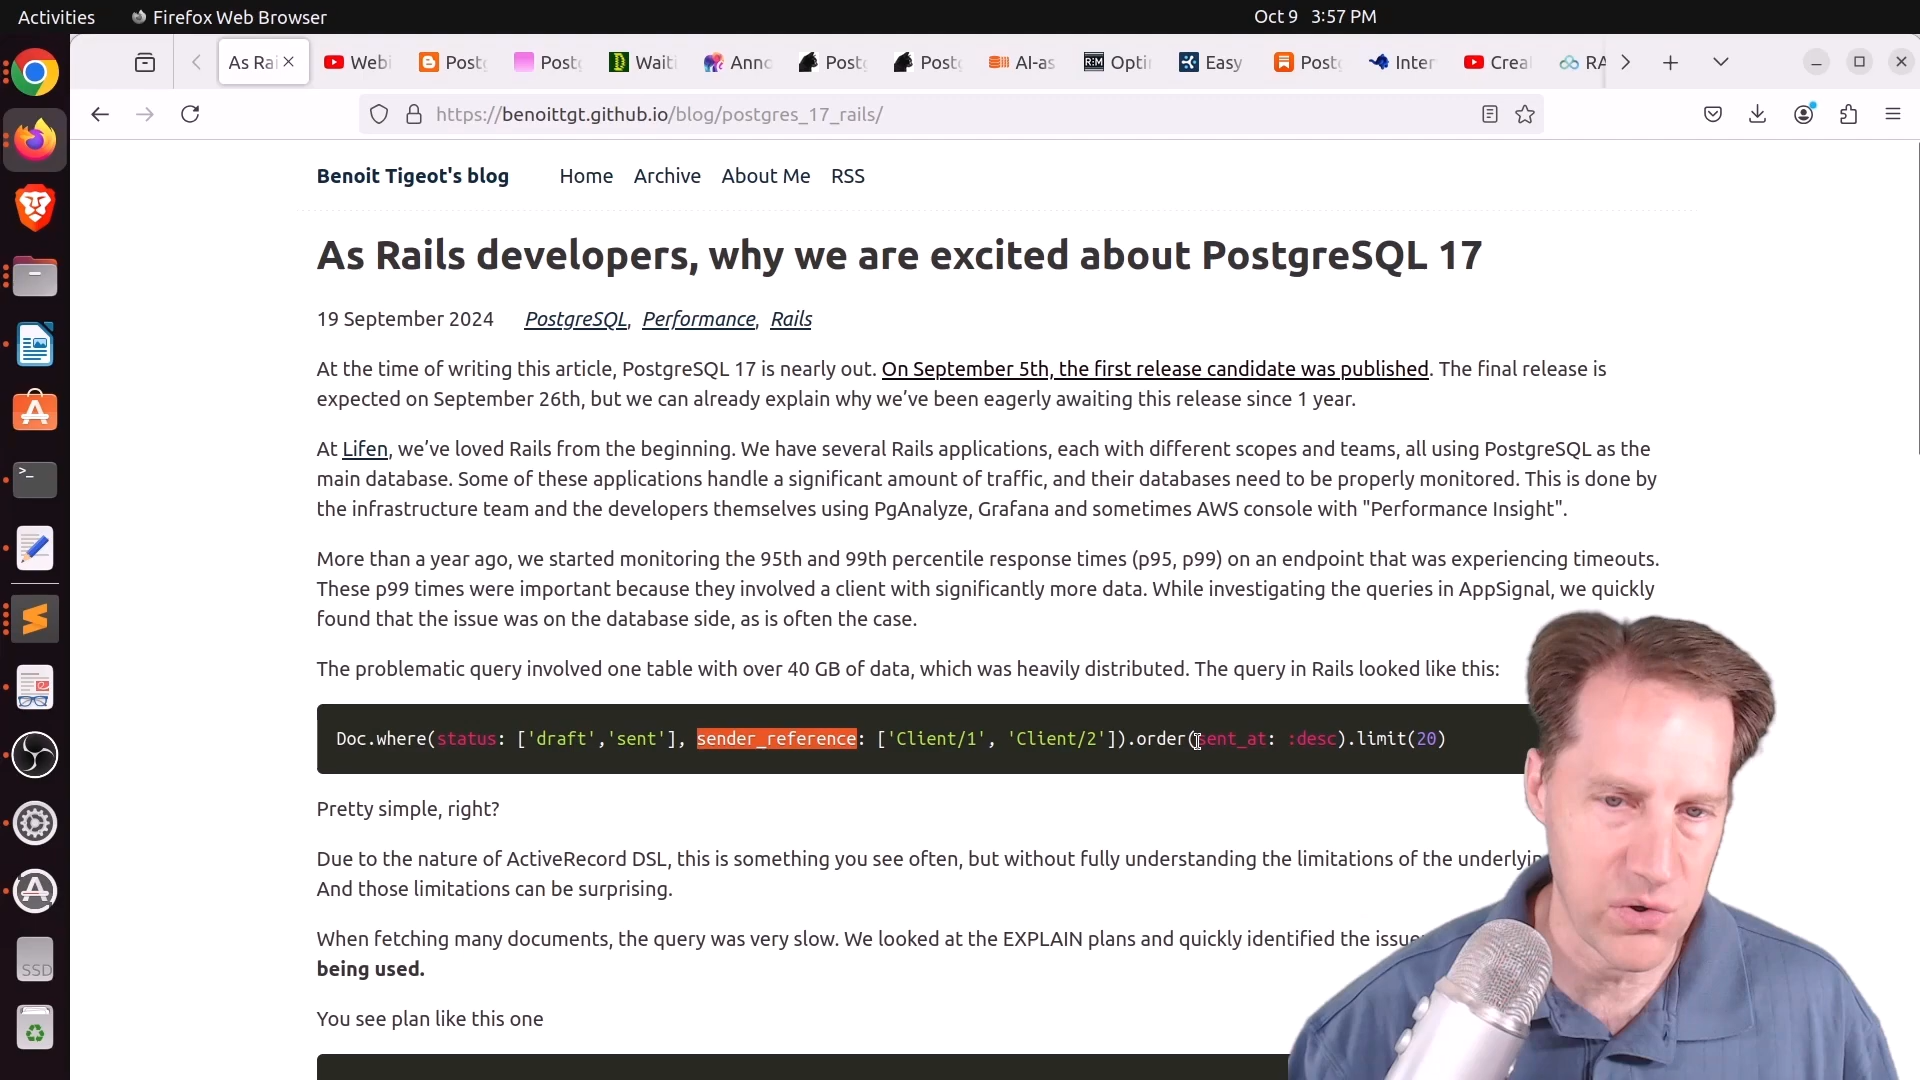 Activities Firefox Web Browser Oct 9 3:57 PM
As Rai Webi Postg Postg Waiti Anno Postg Postg AI-as Optir Easy Postg Inter Creat RA
https://benoittgt.github.io/blog/postgres_17_rails/
Benoit Tigeot's blog Home Archive About Me RSS
As Rails developers, why we are excited about PostgreSQL 17
19 September 2024 PostgreSQL, Performance, Rails
At the time of writing this article, PostgreSQL 17 is nearly out. On September 5th, the first release candidate was published. The final release is
expected on September 26th, but we can already explain why we’ve been eagerly awaiting this release since 1 year.
At Lifen, we’ve loved Rails from the beginning. We have several Rails applications, each with different scopes and teams, all using PostgreSQL as the
main database. Some of these applications handle a significant amount of traffic, and their databases need to be properly monitored. This is done by
the infrastructure team and the developers themselves using PgAnalyze, Grafana and sometimes AWS console with "Performance Insight".
More than a year ago, we started monitoring the 95th and 99th percentile response times (p95, p99) on an endpoint that was experiencing timeouts.
These p99 times were important because they involved a client with significantly more data. While investigating the queries in AppSignal, we quickly
found that the issue was on the database side, as is often the case.
The problematic query involved one table with over 40 GB of data, which was heavily distributed. The query in Rails looked like this:
Doc.where(status: ['draft','sent'], sender_reference: ['Client/1', 'Client/2']).order(sent_at: :desc).limit(20)
Pretty simple, right?
Due to the nature of ActiveRecord DSL, this is something you see often, but without fully understanding the limitations of the underlyin
And those limitations can be surprising.
When fetching many documents, the query was very slow. We looked at the EXPLAIN plans and quickly identified the issue
being used.
You see plan like this one
SSD